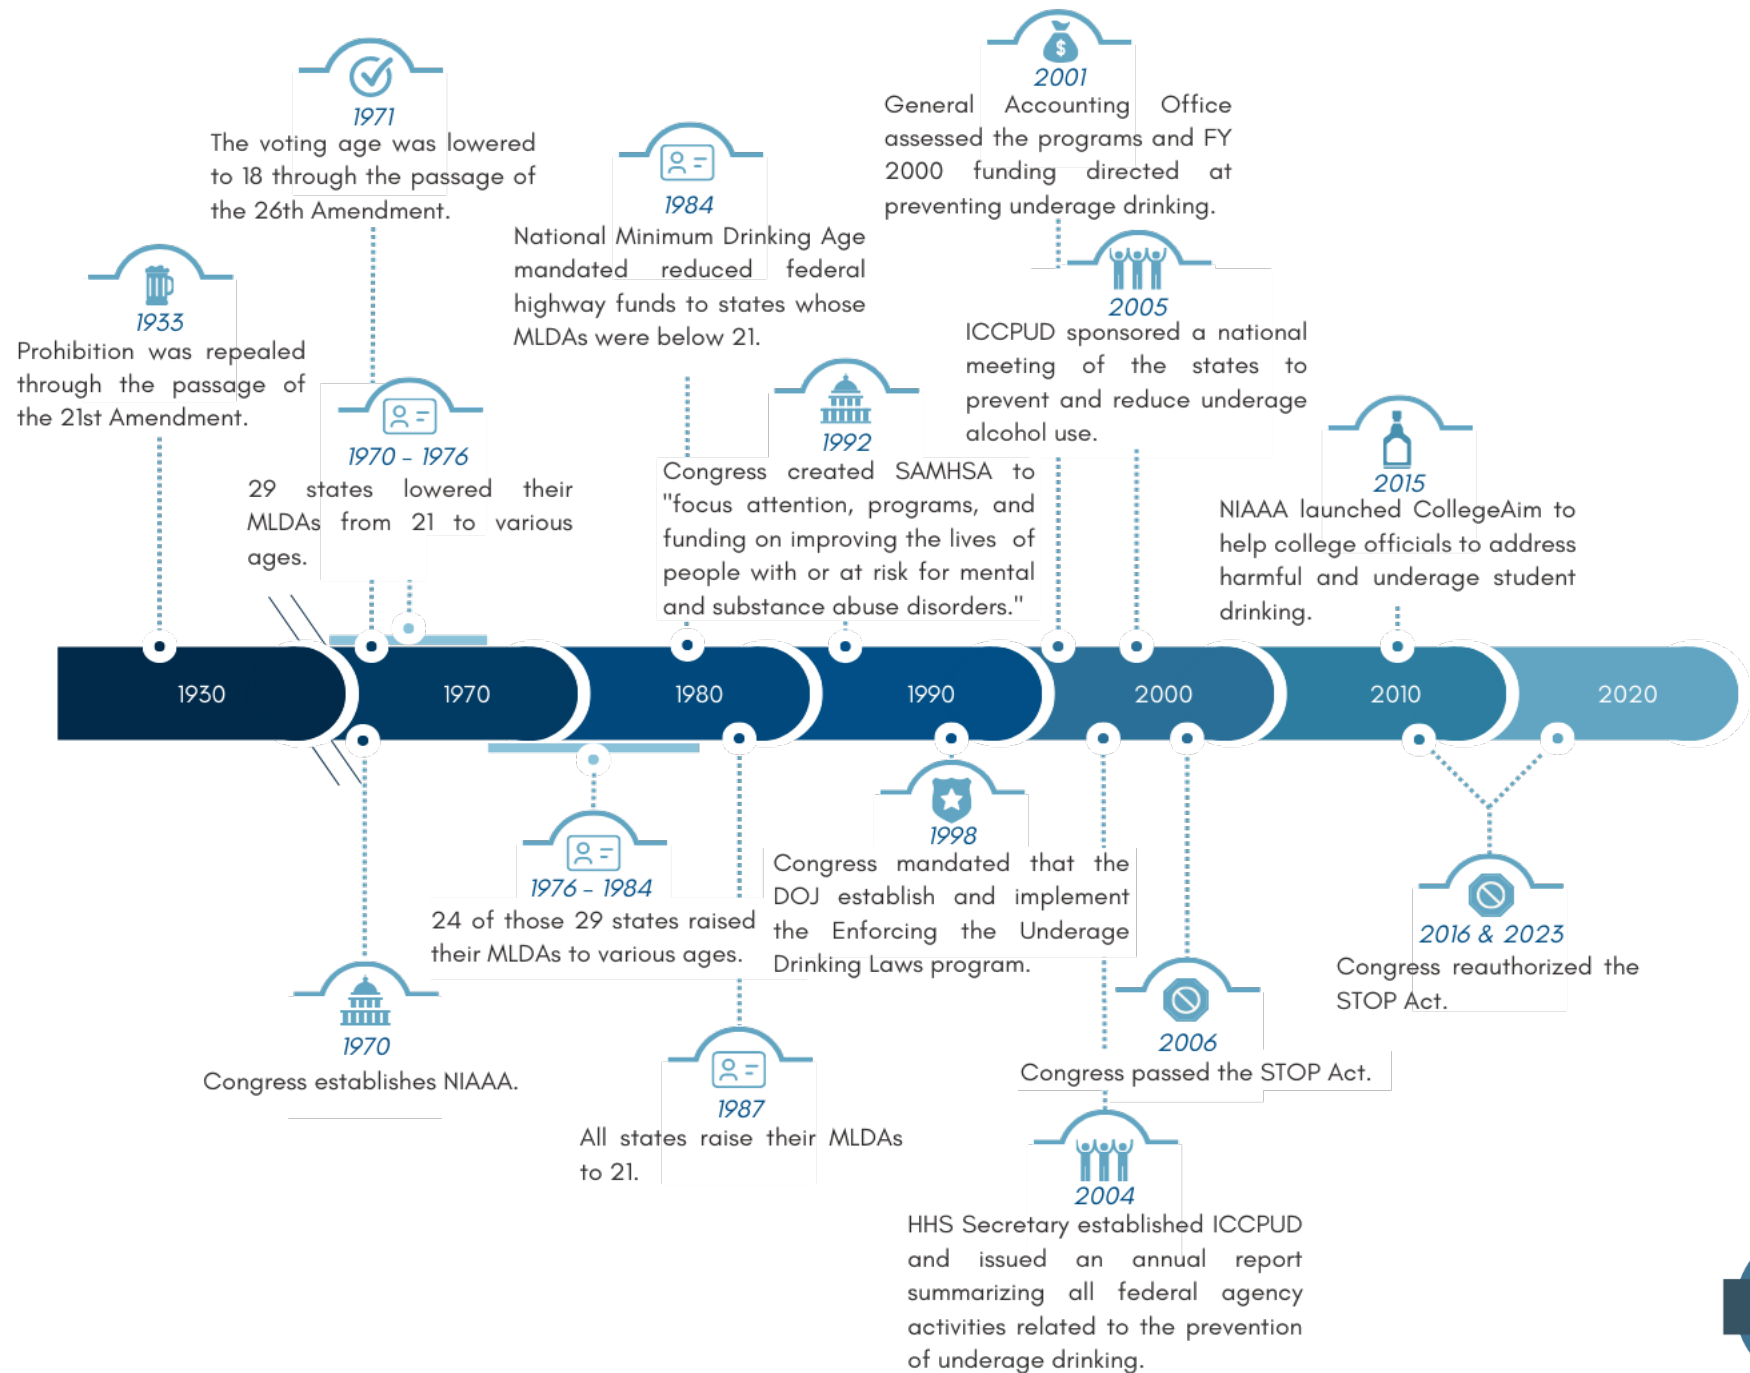 1933
Prohibition was repealed
through the passage of
the 21st Amendment.
1971
The voting age was lowered
to 18 through the passage of
the 26th Amendment.
1970 - 1976
29 states lowered their
MLDAs from 21 to various
ages.
1984
National Minimum Drinking Age
mandated reduced federal
highway funds to states whose
MLDAs were below 21.
1992
Congress created SAMHSA to
"focus attention, programs, and
funding on improving the lives of
people with or at risk for mental
and substance abuse disorders."
2001
General Accounting Office
assessed the programs and FY
2000 funding directed at
preventing underage drinking.
2005
ICCPUD sponsored a national
meeting of the states to
prevent and reduce underage
alcohol use.
2015
NIAAA launched CollegeAim to
help college officials to address
harmful and underage student
drinking.
1930
1970
1980
1990
2000
2010
2020
1970
Congress establishes NIAAA.
1976 - 1984
24 of those 29 states raised
their MLDAs to various ages.
1987
All states raise their MLDAs
to 21.
1998
Congress mandated that the
DOJ establish and implement
the Enforcing the Underage
Drinking Laws program.
2004
HHS Secretary established ICCPUD
and issued an annual report
summarizing all federal agency
activities related to the prevention
of underage drinking.
2006
Congress passed the STOP Act.
2016 & 2023
Congress reauthorized the
STOP Act.